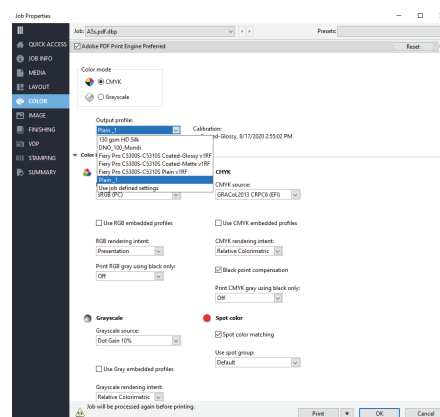 Job Properties
Job: A5s.pdf.dbp
Presets:
QUICK ACCESS
JOB INFO
MEDIA
LAYOUT
COLOR
IMAGE
FINISHING
VDP
STAMPING
SUMMARY
Adobe PDF Print Engine Preferred
Reset
Color mode
CMYK
Grayscale
Output profile:
Plain _1
Calibration:
ted-Glossy, 8/17/2020 2:55:02 PM
130 gsm HD Silk
DNO_100_Mondi
Fiery Pro C5300S-C5310S Coated-Glossy v1RF
Fiery Pro C5300S-C5310S Coated-Matte v1RF
Fiery Pro C5300S-C5310S Plain v1RF
Plain _1
Use job defined settings
Color
CMYK
CMYK source:
sRGB (PC)
GRACoL2013 CRPC6 (EFI)
Use RGB embedded profiles
Use CMYK embedded profiles
RGB rendering intent:
CMYK rendering intent:
Presentation
Relative Colorimetric
Print RGB gray using black only:
Black point compensation
Off
Print CMYK gray using black only:
Off
Grayscale
Spot color
Grayscale source:
Spot color matching
Dot Gain 10%
Use spot group:
Default
Use Gray embedded profiles
Grayscale rendering intent:
Relative Colorimetric
Job will be processed again before printing.
Print
OK
Cancel